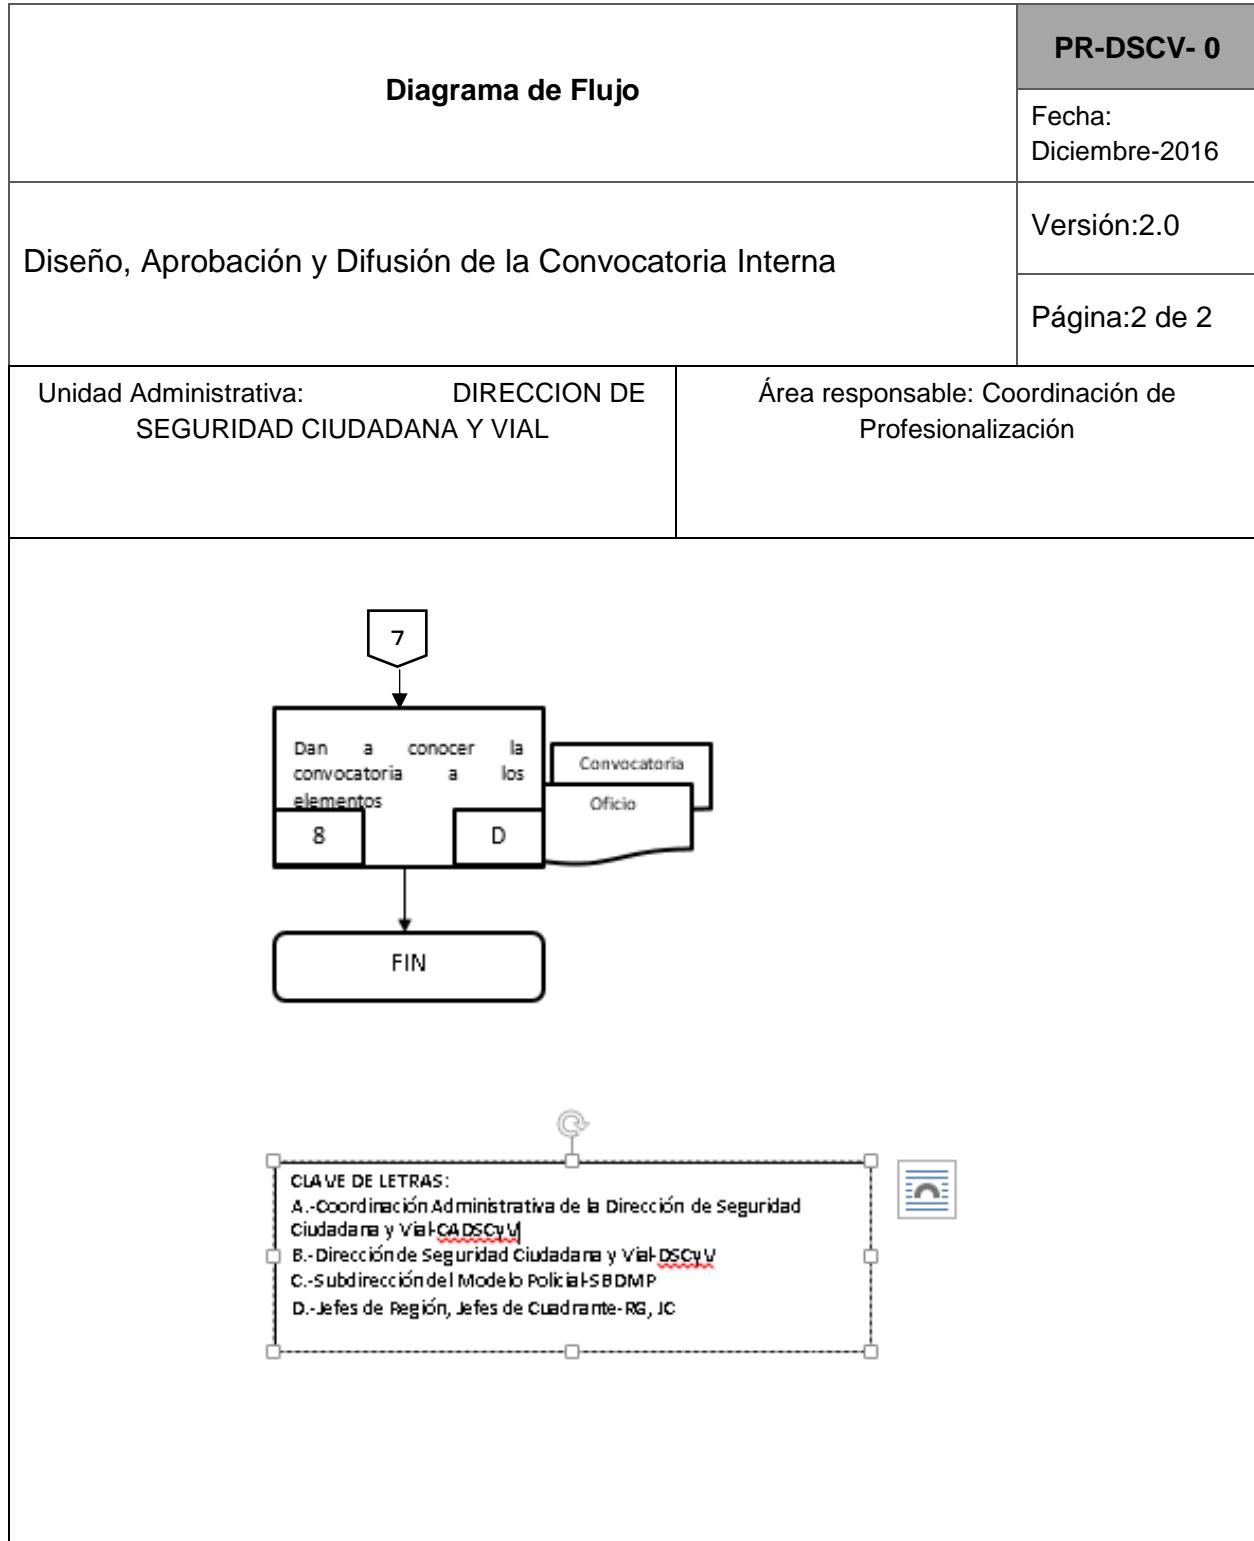 Diagrama de Flujo
PR-DSCV- 0
Fecha:
Diciembre-2016
Diseño, Aprobación y Difusión de la Convocatoria Interna
Versión:2.0
Página:2 de 2
Unidad Administrativa: DIRECCION DE
SEGURIDAD CIUDADANA Y VIAL
Área responsable: Coordinación de
Profesionalización
7
Dan a conocer la
convocatoria a los
elementos
8
D
Convocatoria
Oficio
FIN
CLAVE DE LETRAS:
A.-Coordinación Administrativa de la Dirección de Seguridad
Ciudadana y Vial-CADSCyV
B.-Dirección de Seguridad Ciudadana y Vial-DSCyV
C.-Subdirección del Modelo Policial-SBDMP
D.-Jefes de Región, Jefes de Cuadrante-RG, JC